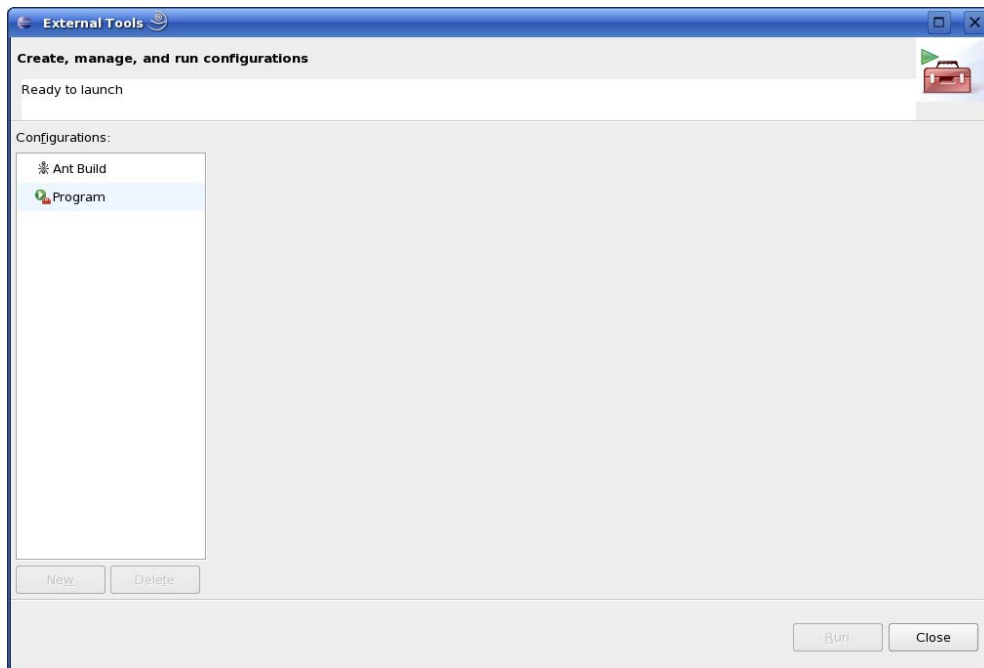 External Tools
Create, manage, and run configurations
Ready to launch
Configurations:
Ant Build
Program
New
Delete
Run
Close